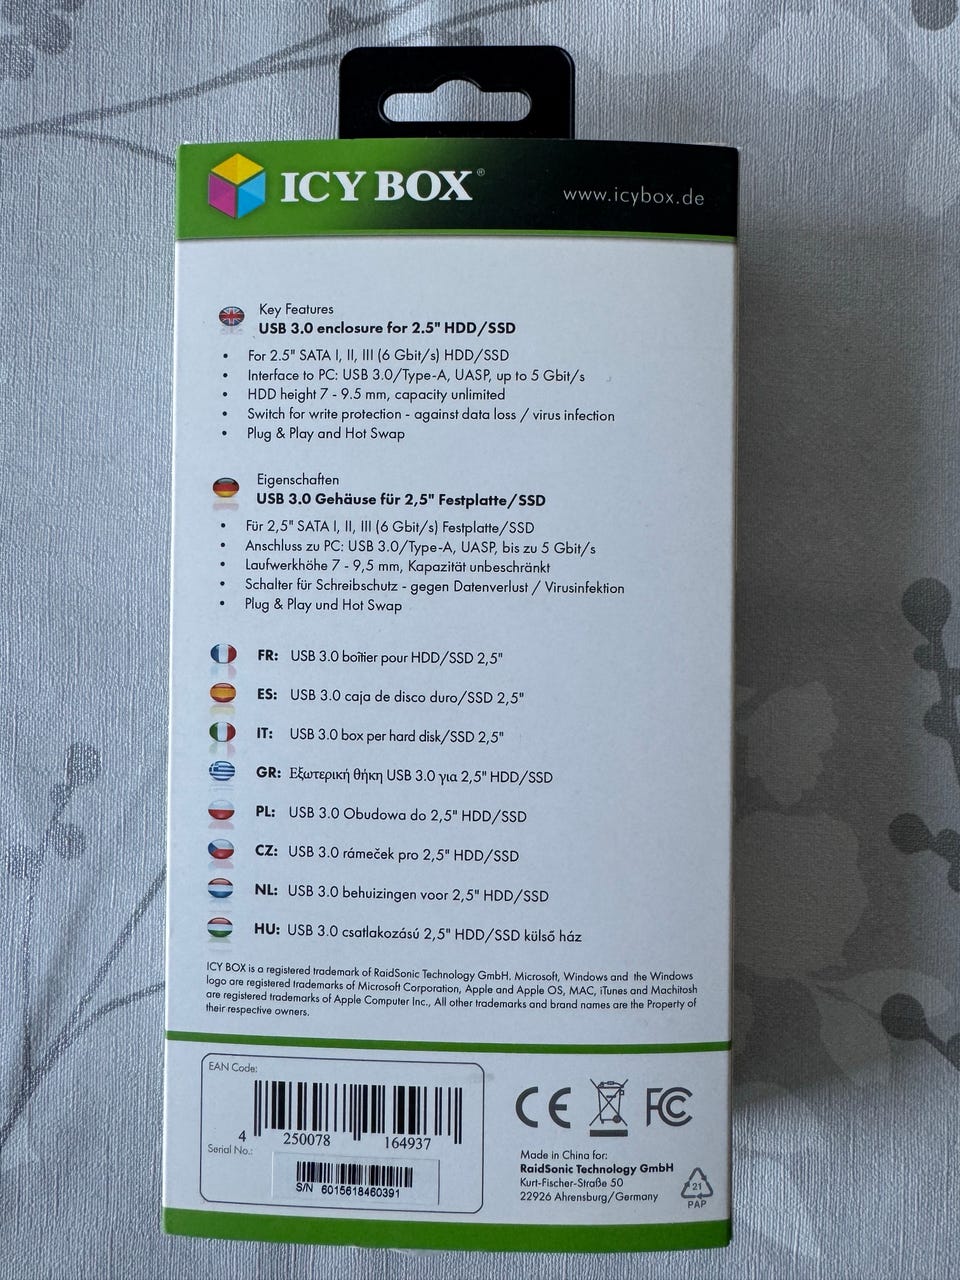 ICY BOX®
www.icybox.de
Key Features
USB 3.0 enclosure for 2.5" HDD/SSD
• For 2.5" SATA I, II, III (6 Gbit/s) HDD/SSD
• Interface to PC: USB 3.0/Type-A, UASP, up to 5 Gbit/s
• HDD height 7 - 9.5 mm, capacity unlimited
• Switch for write protection - against data loss / virus infection
• Plug & Play and Hot Swap
Eigenschaften
USB 3.0 Gehäuse für 2,5" Festplatte/SSD
• Für 2,5" SATA I, II, III (6 Gbit/s) Festplatte/SSD
• Anschluss zu PC: USB 3.0/Type-A, UASP, bis zu 5 Gbit/s
• Laufwerkhöhe 7 - 9,5 mm, Kapazität unbeschränkt
• Schalter für Schreibschutz - gegen Datenverlust / Virusinfektion
• Plug & Play und Hot Swap
FR: USB 3.0 boîtier pour HDD/SSD 2,5"
ES: USB 3.0 caja de disco duro/SSD 2,5"
IT: USB 3.0 box per hard disk/SSD 2,5"
GR: Εξωτερική θήκη USB 3.0 για 2,5" HDD/SSD
PL: USB 3.0 Obudowa do 2,5" HDD/SSD
CZ: USB 3.0 rámeček pro 2,5" HDD/SSD
NL: USB 3.0 behuizingen voor 2,5" HDD/SSD
HU: USB 3.0 csatlakozású 2,5" HDD/SSD külső ház
ICY BOX is a registered trademark of RaidSonic Technology GmbH. Microsoft, Windows and the Windows
logo are registered trademarks of Microsoft Corporation, Apple and Apple OS, MAC, iTunes and Machitosh
are registered trademarks of Apple Computer Inc., All other trademarks and brand names are the Property of
their respective owners.
EAN Code:
4 250078 164937
Serial No.:
S/N 6015618460391
CE FC
Made in China for:
RaidSonic Technology GmbH
Kurt-Fischer-Straße 50
22926 Ahrensburg/Germany
21
PAP